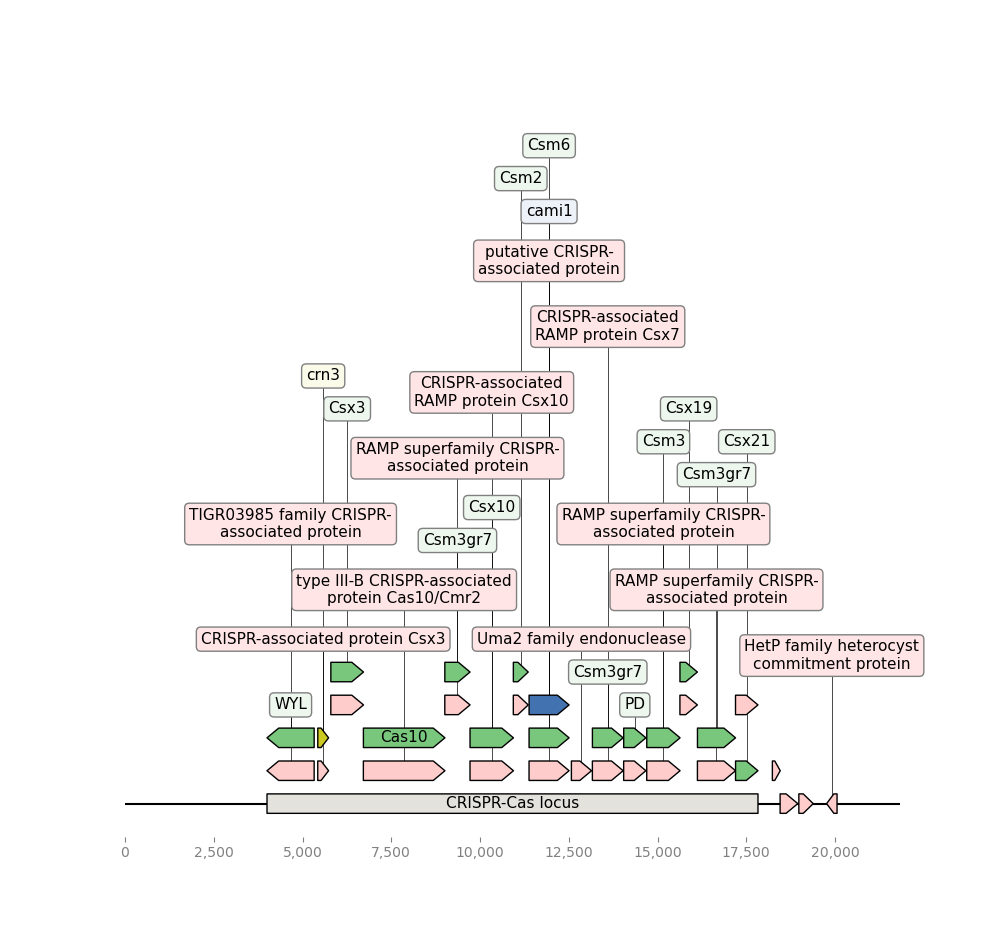 Csm6
Csm2
cami1
putative CRISPR-
associated protein
CRISPR-associated
RAMP protein Csx7
crn3
CRISPR-associated
RAMP protein Csx10
Csx3
Csx19
Csm3
Csx21
RAMP superfamily CRISPR-
associated protein
Csm3gr7
Csx10
TIGR03985 family CRISPR-
associated protein
RAMP superfamily CRISPR-
associated protein
Csm3gr7
type III-B CRISPR-associated
protein Cas10/Cmr2
RAMP superfamily CRISPR-
associated protein
CRISPR-associated protein Csx3
Uma2 family endonuclease
HetP family heterocyst
commitment protein
Csm3gr7
WYL
PD
Cas10
CRISPR-Cas locus
0 2,500 5,000 7,500 10,000 12,500 15,000 17,500 20,000